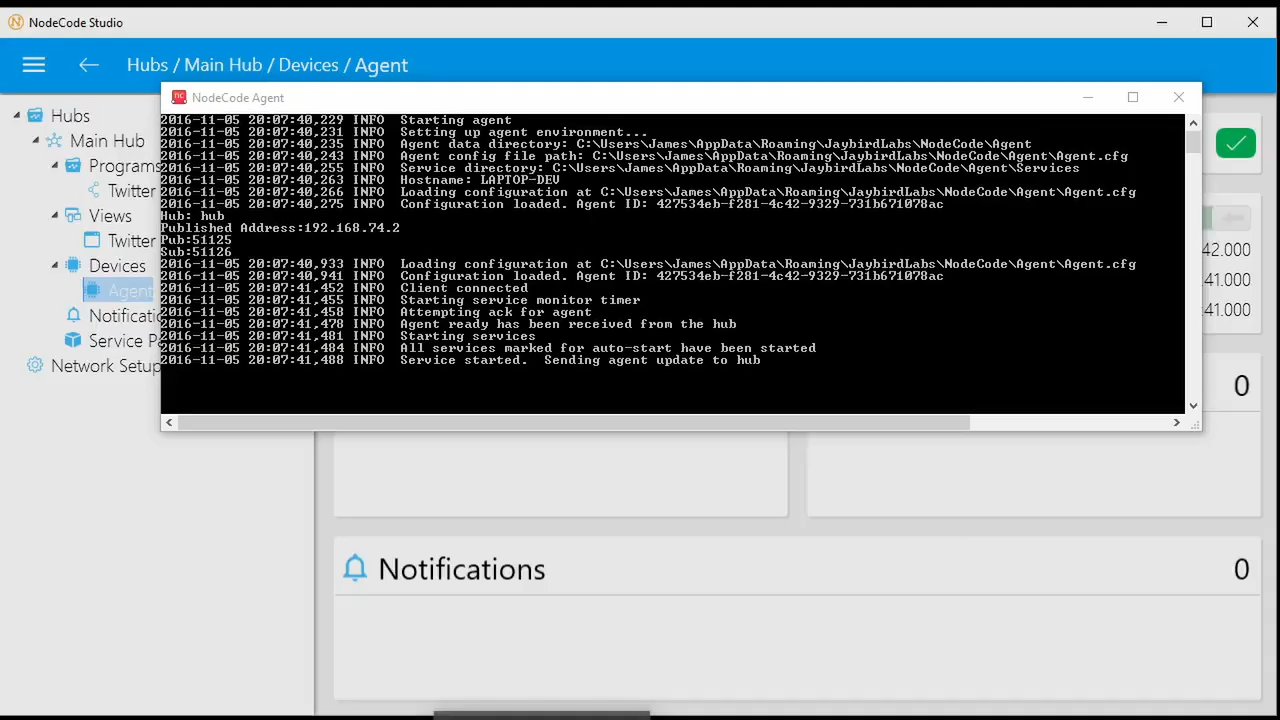 NodeCode Studio
Hubs / Main Hub / Devices / Agent
NodeCode Agent
Hubs
Main Hub
Programs
Twitter
Views
Twitter
Devices
Agent
Service
Network Setup
2016-11-05 20:07:40,229 INFO Starting agent
2016-11-05 20:07:40,231 INFO Setting up agent environment...
2016-11-05 20:07:40,235 INFO Agent data directory: C:\Users\James\AppData\Roaming\JaybirdLabs\NodeCode\Agent
2016-11-05 20:07:40,243 INFO Agent config file path: C:\Users\James\AppData\Roaming\JaybirdLabs\NodeCode\Agent\Agent.cfg
2016-11-05 20:07:40,255 INFO Service directory: C:\Users\James\AppData\Roaming\JaybirdLabs\NodeCode\Agent\Services
2016-11-05 20:07:40,263 INFO Hostname: LAPTOP-DEV
2016-11-05 20:07:40,266 INFO Loading configuration at C:\Users\James\AppData\Roaming\JaybirdLabs\NodeCode\Agent\Agent.cfg
2016-11-05 20:07:40,275 INFO Configuration loaded. Agent ID: 427534eb-f281-4c42-9329-731b671078ac
Hub: hub
Published Address:192.168.74.2
Pub:51125
Sub:51126
2016-11-05 20:07:40,933 INFO Loading configuration at C:\Users\James\AppData\Roaming\JaybirdLabs\NodeCode\Agent\Agent.cfg
2016-11-05 20:07:40,941 INFO Configuration loaded. Agent ID: 427534eb-f281-4c42-9329-731b671078ac
2016-11-05 20:07:41,452 INFO Client connected
2016-11-05 20:07:41,455 INFO Starting service monitor timer
2016-11-05 20:07:41,458 INFO Attempting ack for agent
2016-11-05 20:07:41,478 INFO Agent ready has been received from the hub
2016-11-05 20:07:41,481 INFO Starting services
2016-11-05 20:07:41,484 INFO All services marked for auto-start have been started
2016-11-05 20:07:41,488 INFO Service started. Sending agent update to hub
42.000
41.000
41.000
0
Notifications
0